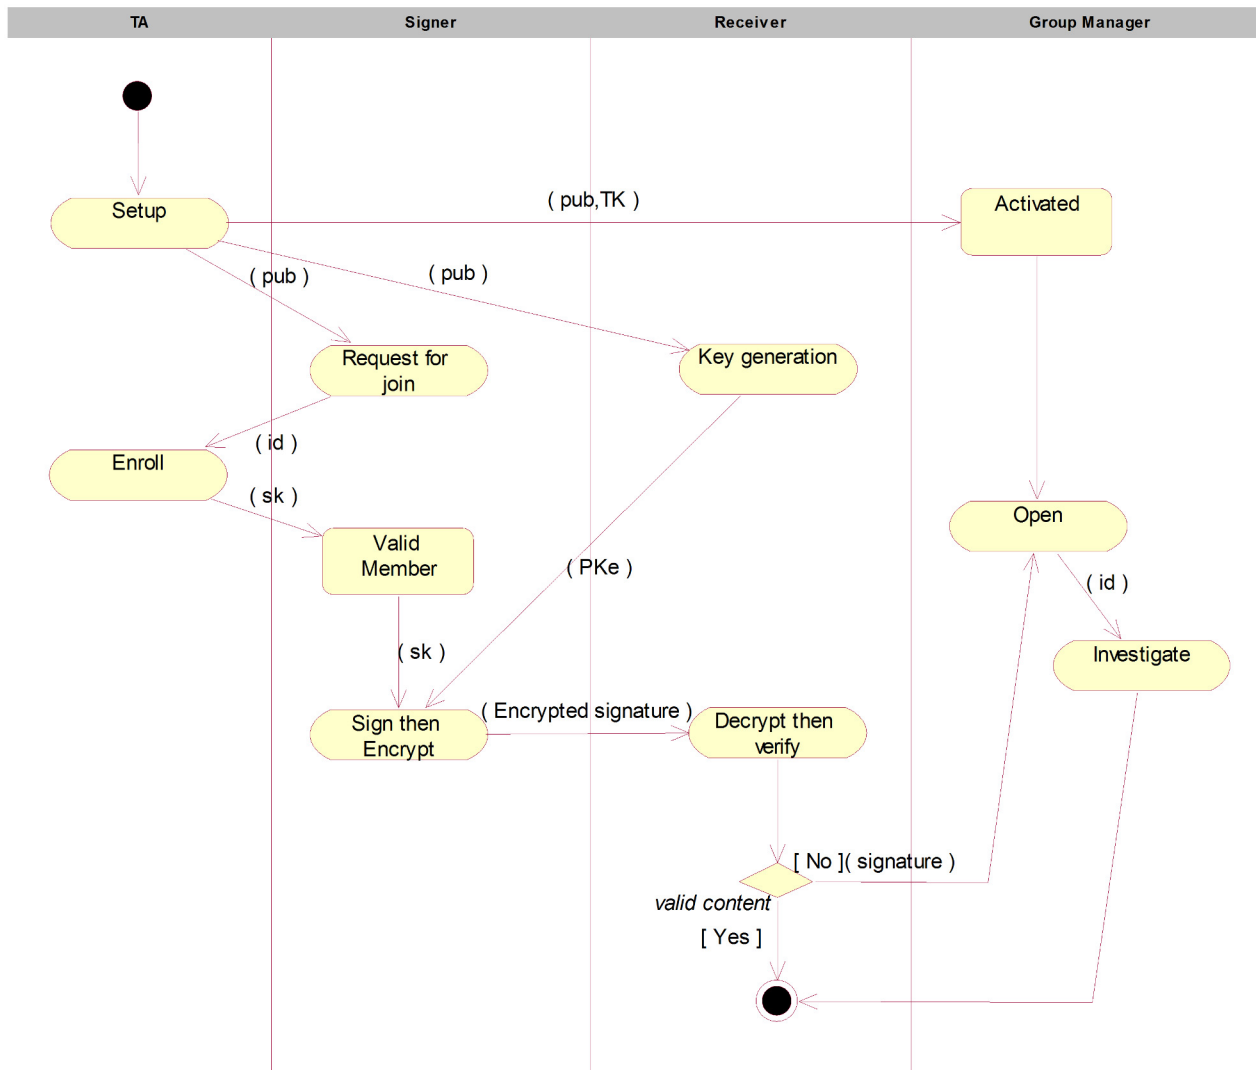 TA
Signer
Receiver
Group Manager
( pub,TK )
Setup
Activated
( pub )
( pub )
Request for
join
Key generation
( id )
Enroll
( sk )
Valid
Member
( PKe )
Open
( id )
( sk )
Investigate
( Encrypted signature )
Sign then
Encrypt
Decrypt then
verify
[ No ]( signature )
valid content
[ Yes ]